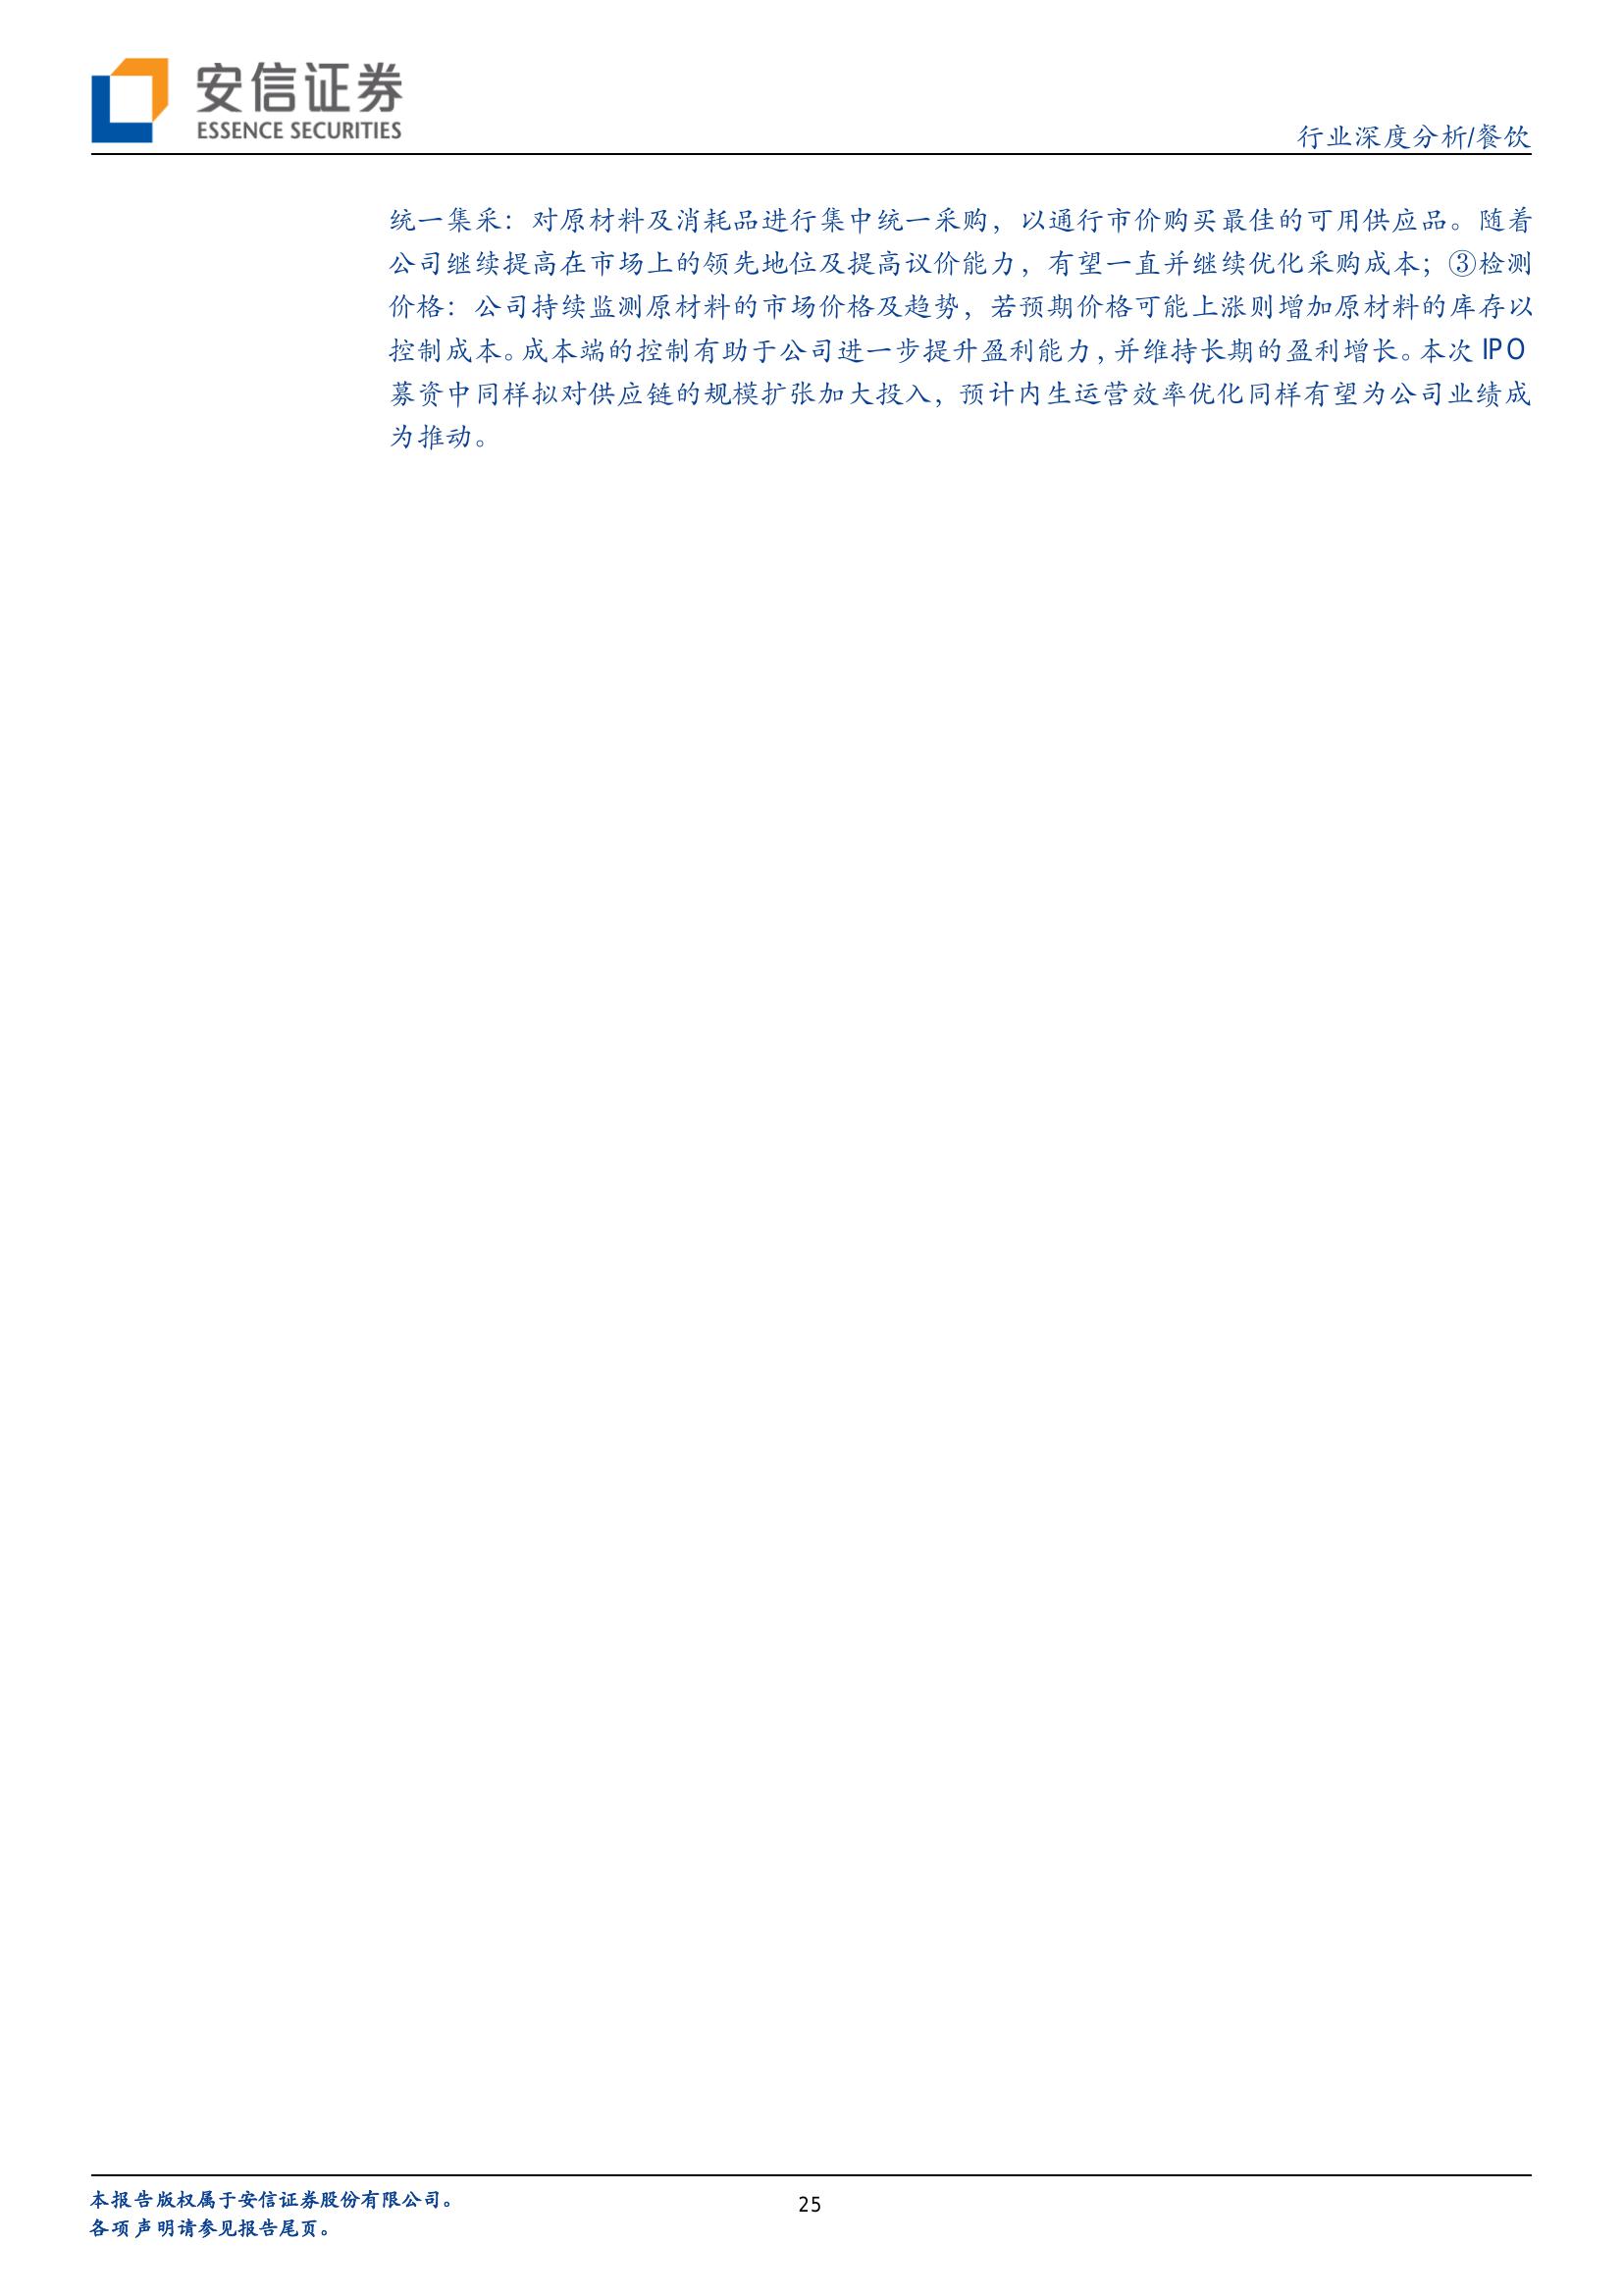 安信证券
ESSENCE SECURITIES
行业深度分析/餐饮
统一集采：对原材料及消耗品进行集中统一采购，以通行市价购买最佳的可用供应品。随着
公司继续提高在市场上的领先地位及提高议价能力，有望一直并继续优化采购成本；③检测
价格：公司持续监测原材料的市场价格及趋势，若预期价格可能上涨则增加原材料的库存以
控制成本。成本端的控制有助于公司进一步提升盈利能力，并维持长期的盈利增长。本次 IPO
募资中同样拟对供应链的规模扩张加大投入，预计内生运营效率优化同样有望为公司业绩成
为推动。
本报告版权属于安信证券股份有限公司。
各项声明请参见报告尾页。
25